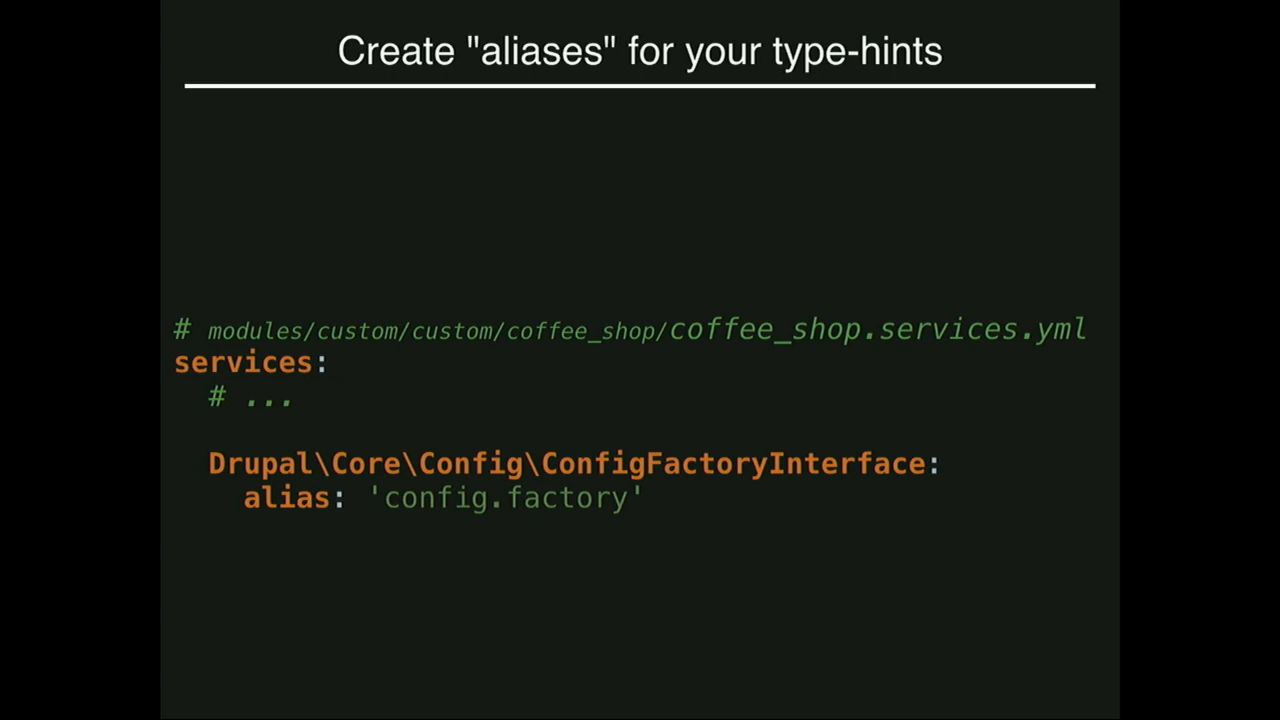 Create "aliases" for your type-hints
# modules/custom/custom/coffee_shop/coffee_shop.services.yml
services:
  # ...
  Drupal\Core\Config\ConfigFactoryInterface:
    alias: 'config.factory'